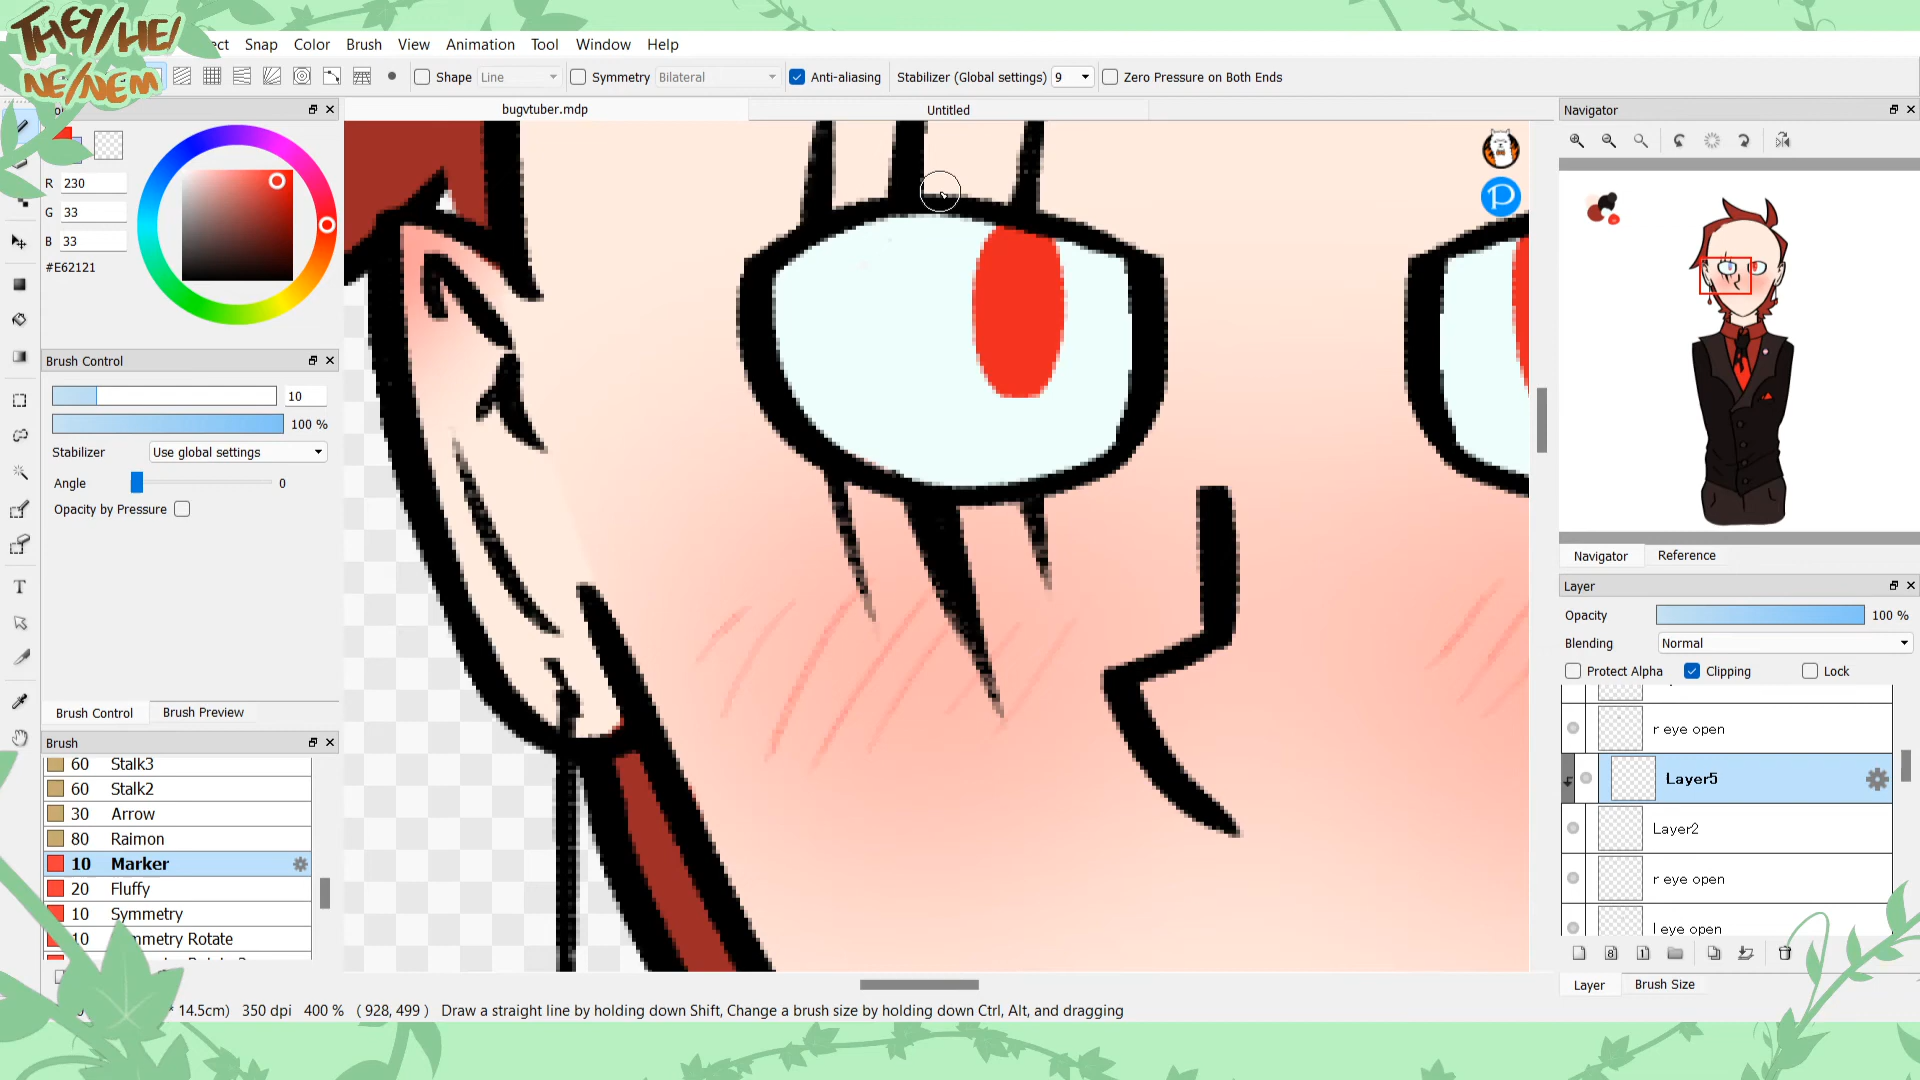 THEY/HE/
NE/NEM
ect Snap Color Brush View Animation Tool Window Help
Shape Line Symmetry Bilateral Anti-aliasing Stabilizer (Global settings) 9 Zero Pressure on Both Ends
bugvtuber.mdp Untitled
R 230
G 33
B 33
#E62121
Brush Control
10
100 %
Stabilizer Use global settings
Angle 0
Opacity by Pressure
Brush Control Brush Preview
Brush
60 Stalk3
60 Stalk2
30 Arrow
80 Raimon
10 Marker
20 Fluffy
10 Symmetry
10 mmetry Rotate
Navigator
Navigator Reference
Layer
Opacity 100 %
Blending Normal
Protect Alpha Clipping Lock
r eye open
Layer5
Layer2
r eye open
l eye open
Layer Brush Size
* 14.5cm) 350 dpi 400 % ( 928, 499 ) Draw a straight line by holding down Shift, Change a brush size by holding down Ctrl, Alt, and dragging